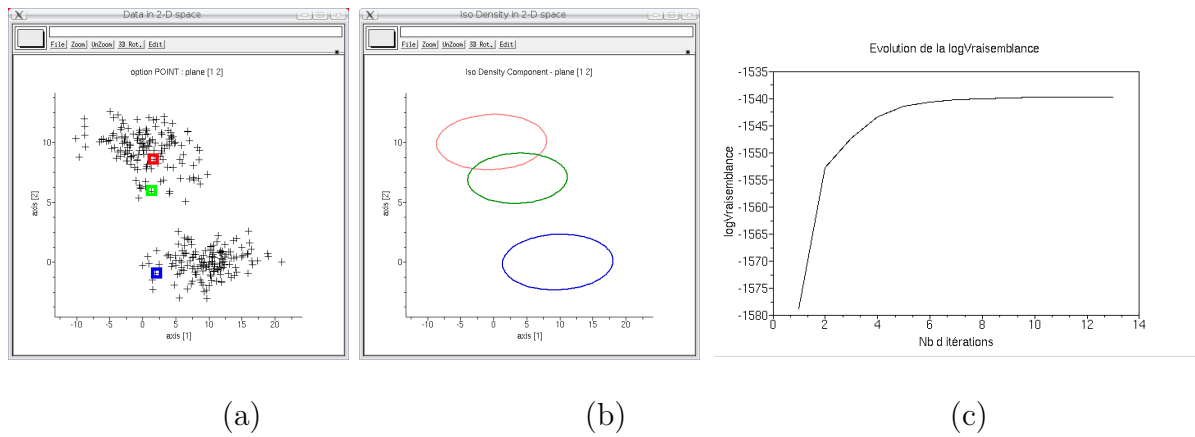 X Data in 2-D space
File Zoom UnZoom 3D Rot. Edit
option POINT : plane [1 2]
10
5
0
axis [2]
-10 -5 0 5 10 15 20
axis [1]
(a)
X Iso Density in 2-D space
File Zoom UnZoom 3D Rot. Edit
Iso Density Component - plane [1 2]
10
5
0
axis [2]
-10 -5 0 5 10 15 20
axis [1]
(b)
Evolution de la logVraisemblance
-1535
-1540
-1545
-1550
-1555
-1560
-1565
-1570
-1575
-1580
logVraisemblance
0 2 4 6 8 10 12 14
Nb d itérations
(c)